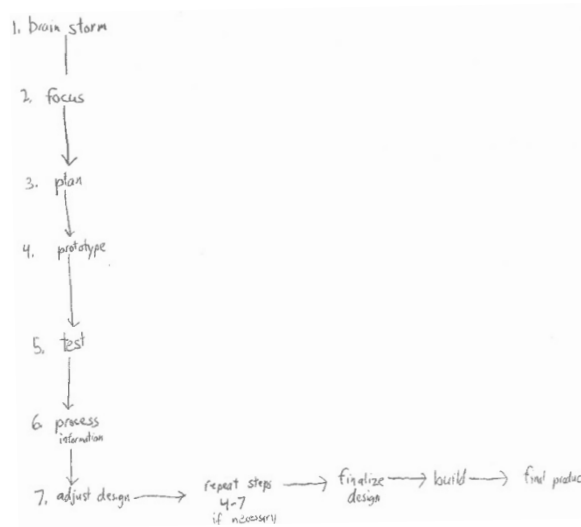 1. brain storm
2. focus
3. plan
4. prototype
5. test
6. process
information
7. adjust design
repeat steps
4-7
if necessary
finalize
design
build
final product